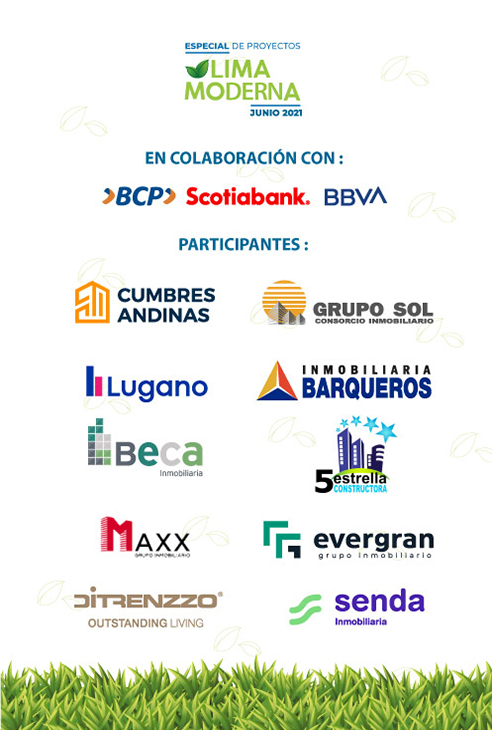 ESPECIAL DE PROYECTOS
LIMA
MODERNA
JUNIO 2021
EN COLABORACIÓN CON :
BCP Scotiabank. BBVA
PARTICIPANTES :
CUMBRES
ANDINAS
GRUPO SOL
CONSORCIO INMOBILIARIO
Lugano
INMOBILIARIA
BARQUEROS
Beca
Inmobiliaria
5 estrella
CONSTRUCTORA
MAXX
GRUPO INMOBILIARIO
evergran
grupo inmobiliario
DITRENZZO®
OUTSTANDING LIVING
senda
Inmobiliaria